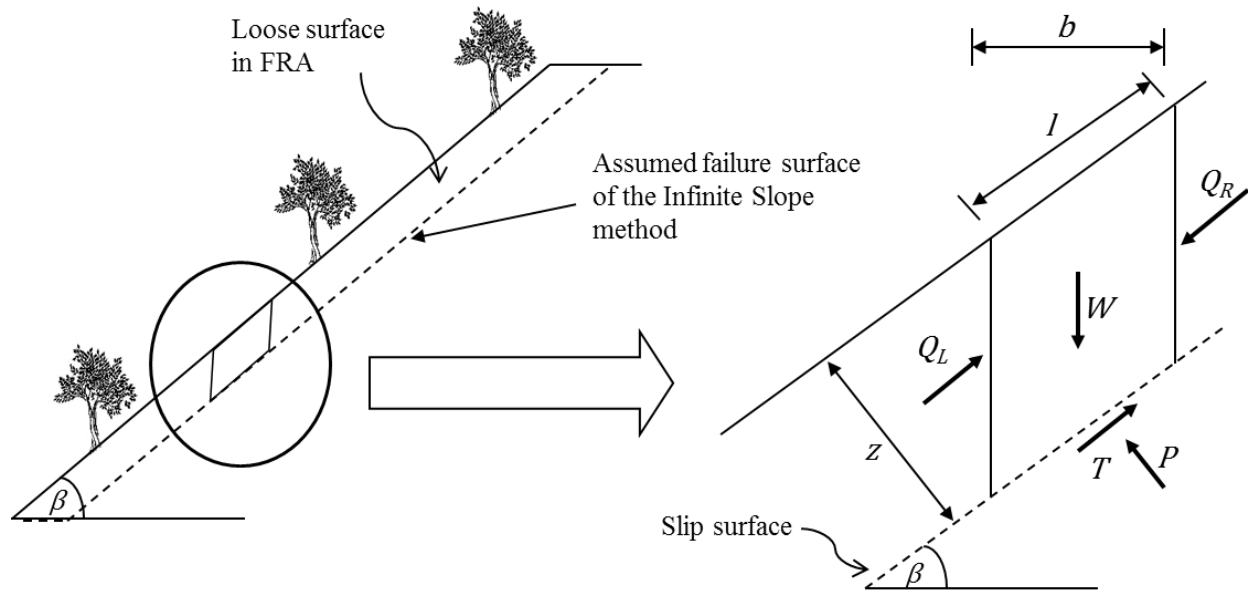 Loose surface
in FRA
Assumed failure surface
of the Infinite Slope
method
β
b
l
Q_R
W
Q_L
z
T
P
Slip surface
β